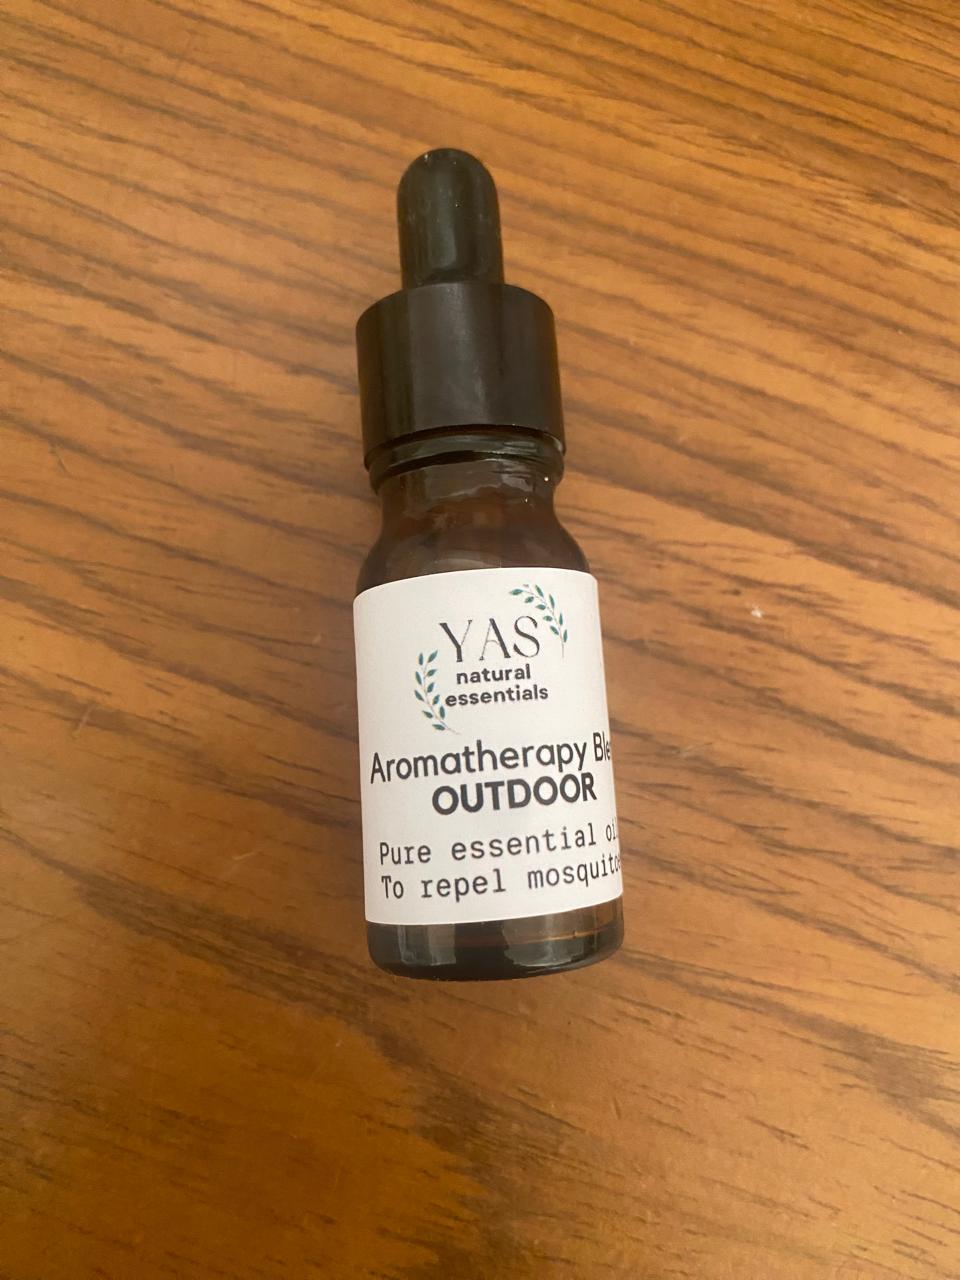 YAS
natural
essentials
Aromatherapy
OUTDOOR
Pure essential
To repel